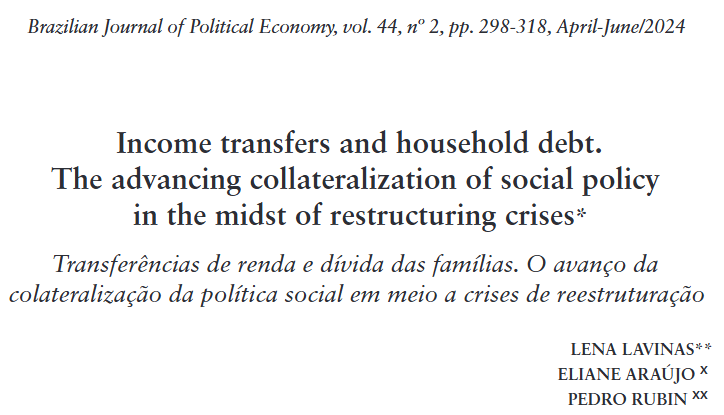 Brazilian Journal of Political Economy, vol. 44, nº 2, pp. 298-318, April-June/2024
Income transfers and household debt.
The advancing collateralization of social policy
in the midst of restructuring crises*
Transferências de renda e dívida das famílias. O avanço da
colateralização da política social em meio a crises de reestruturação
LENA LAVINAS**
ELIANE ARAÚJO x
PEDRO RUBIN xx